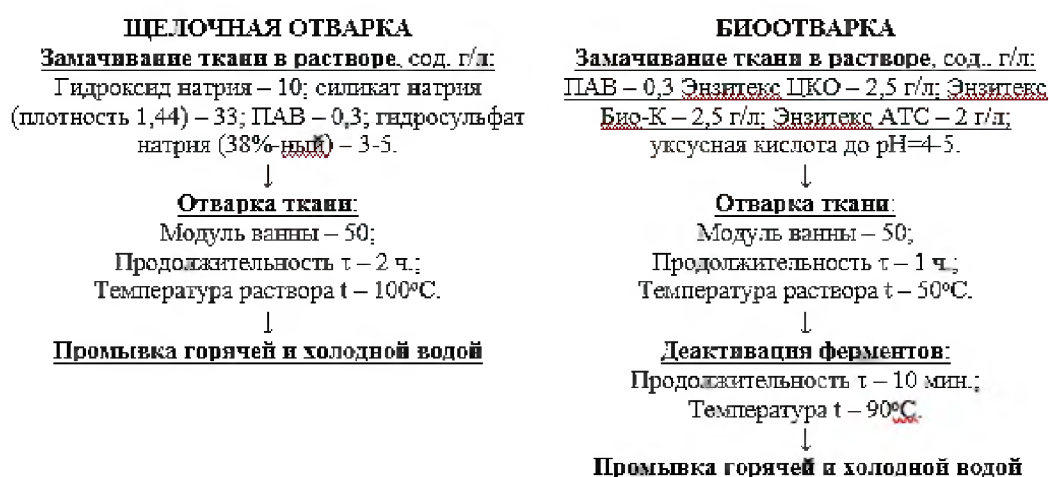 ЩЕЛОЧНАЯ ОТВАРКА
Замачивание ткани в растворе, сод. г/л:
Гидроксид натрия – 10; силикат натрия
(плотность 1,44) – 33; ПАВ – 0,3; гидросульфат
натрия (38%-ный) – 3-5.
↓
Отварка ткани:
Модуль ванны – 50;
Продолжительность τ – 2 ч.;
Температура раствора t – 100ºС.
↓
Промывка горячей и холодной водой
БИООТВАРКА
Замачивание ткани в растворе, сод.. г/л:
ПАВ – 0,3 Энзитекс ЦКО – 2,5 г/л; Энзитекс
Био-К – 2,5 г/л; Энзитекс АТС – 2 г/л;
уксусная кислота до pH=4-5.
↓
Отварка ткани:
Модуль ванны – 50;
Продолжительность τ – 1 ч.;
Температура раствора t – 50ºС.
↓
Деактивация ферментов:
Продолжительность τ – 10 мин.;
Температура t – 90ºС.
↓
Промывка горячей и холодной водой